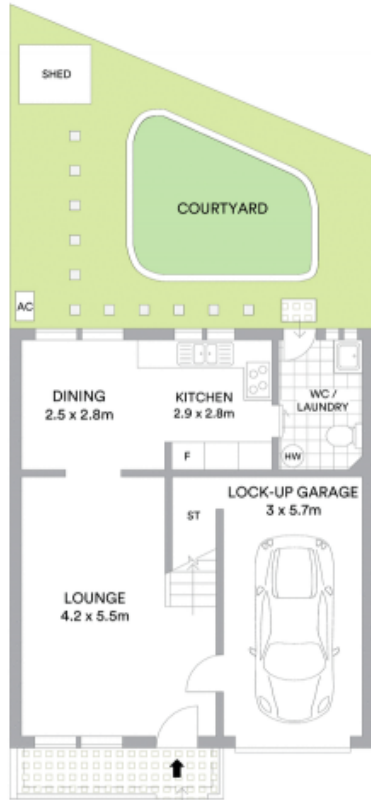 SHED
COURTYARD
AC
DINING
2.5 x 2.8m
KITCHEN
2.9 x 2.8m
WC /
LAUNDRY
F
HW
ST
LOCK-UP GARAGE
3 x 5.7m
LOUNGE
4.2 x 5.5m